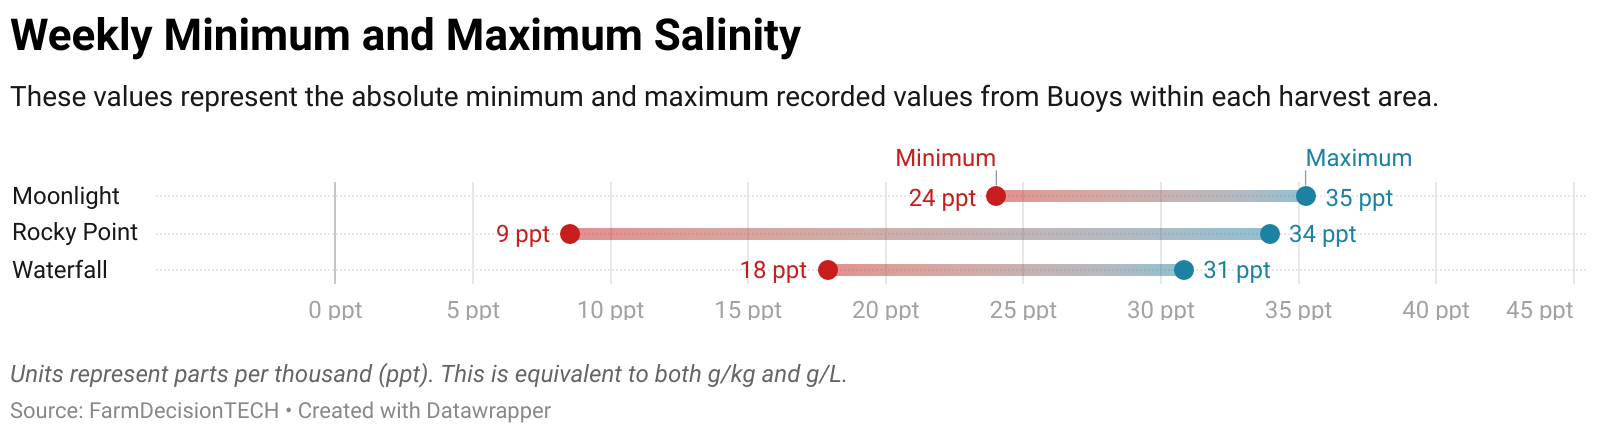 Weekly Minimum and Maximum Salinity
These values represent the absolute minimum and maximum recorded values from Buoys within each harvest area.
Minimum Maximum
Moonlight 24 ppt 35 ppt
Rocky Point 9 ppt 34 ppt
Waterfall 18 ppt 31 ppt
0 ppt 5 ppt 10 ppt 15 ppt 20 ppt 25 ppt 30 ppt 35 ppt 40 ppt 45 ppt
Units represent parts per thousand (ppt). This is equivalent to both g/kg and g/L.
Source: FarmDecisionTECH • Created with Datawrapper